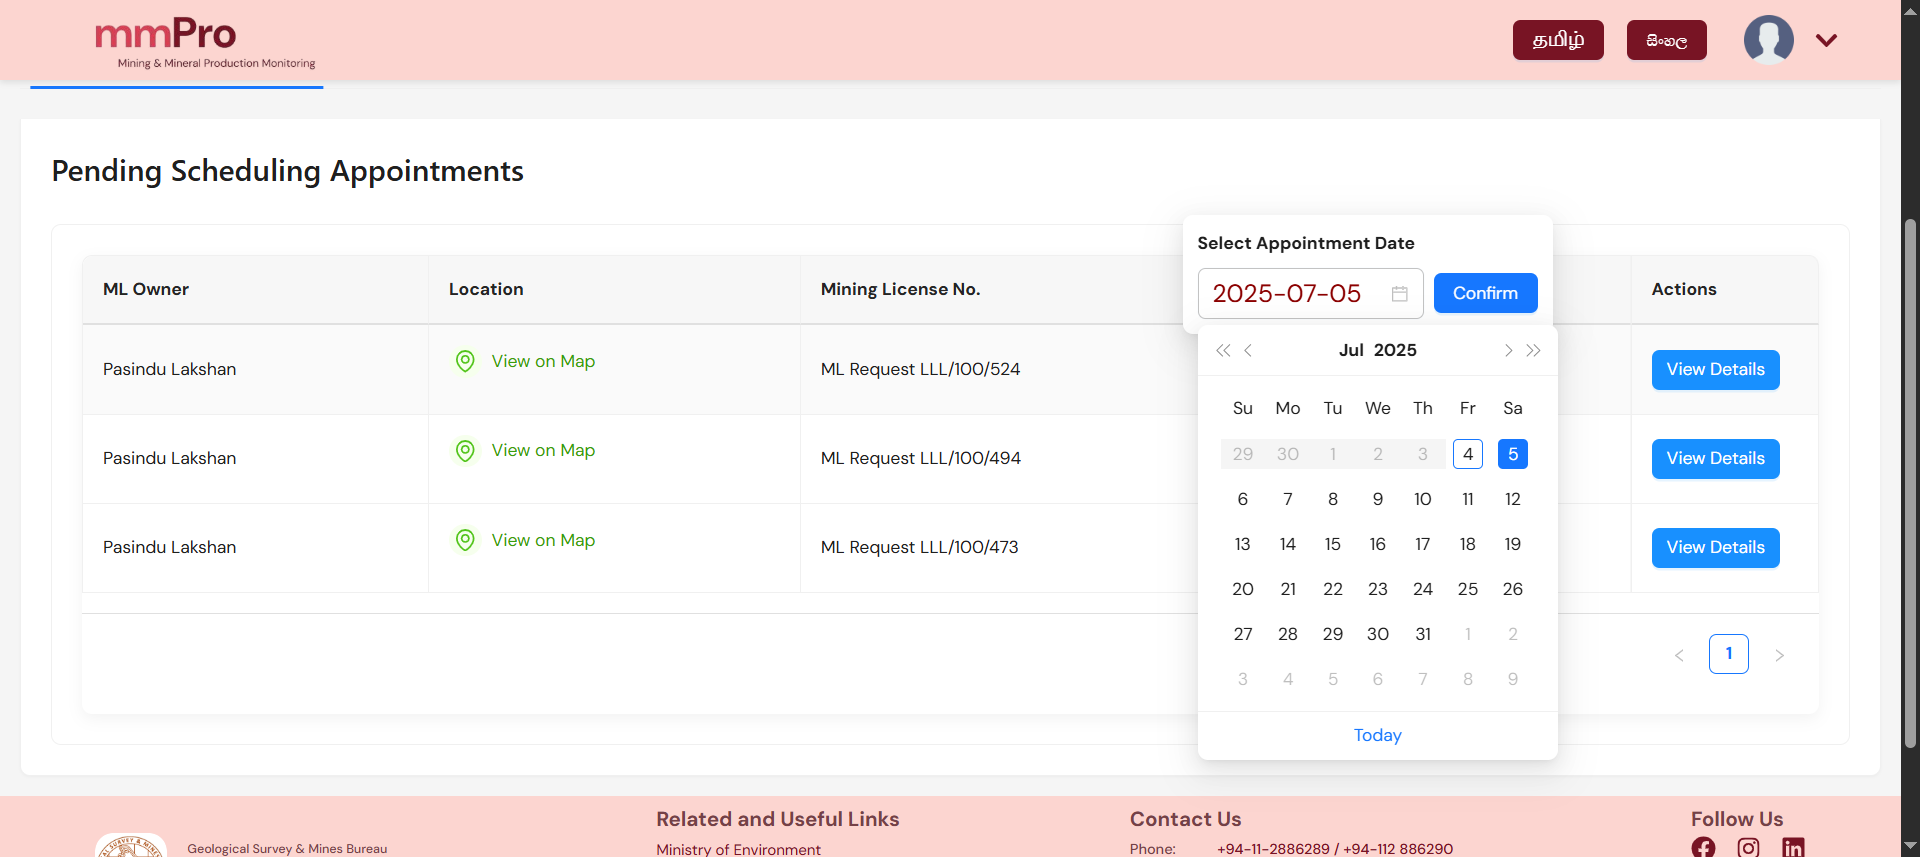 mmPro
Mining & Mineral Production Monitoring
தமிழ்
සිංහල
Pending Scheduling Appointments
Select Appointment Date
2025-07-05
Confirm
ML Owner
Location
Mining License No.
Actions
Pasindu Lakshan
View on Map
ML Request LLL/100/524
View Details
Pasindu Lakshan
View on Map
ML Request LLL/100/494
View Details
Pasindu Lakshan
View on Map
ML Request LLL/100/473
View Details
Jul 2025
Su Mo Tu We Th Fr Sa
29 30 1 2 3 4 5
6 7 8 9 10 11 12
13 14 15 16 17 18 19
20 21 22 23 24 25 26
27 28 29 30 31 1 2
3 4 5 6 7 8 9
Today
1
Geological Survey & Mines Bureau
Related and Useful Links
Ministry of Environment
Contact Us
Phone: +94-11-2886289 / +94-112 886290
Follow Us